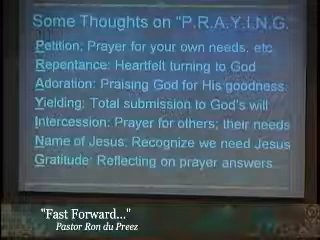 Some Thoughts on "P.R.A.Y.I.N.G.
Petition: Prayer for your own needs, etc.
Repentance: Heartfelt turning to God
Adoration: Praising God for His goodness
Yielding: Total submission to God's will
Intercession: Prayer for others; their needs
Name of Jesus: Recognize we need Jesus
Gratitude: Reflecting on prayer answers
"Fast Forward..."
Pastor Ron du Preez